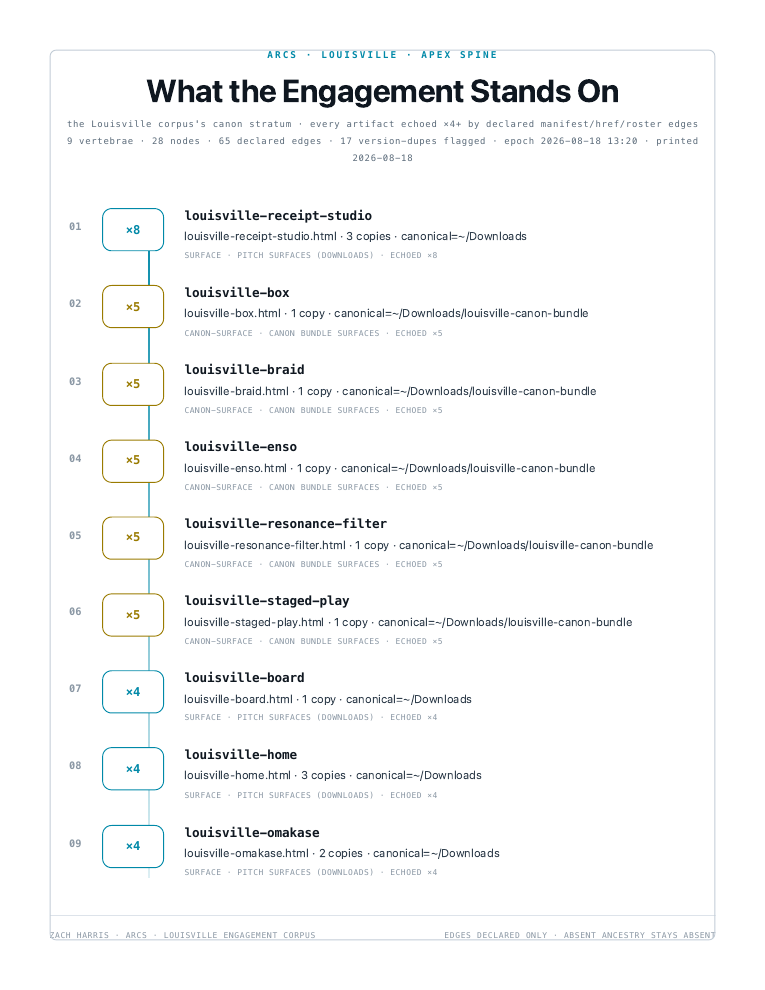 ARCS · LOUISVILLE · APEX SPINE
What the Engagement Stands On
the Louisville corpus's canon stratum · every artifact echoed ×4+ by declared manifest/href/roster edges
9 vertebrae · 28 nodes · 65 declared edges · 17 version-dupes flagged · epoch 2026-08-18 13:20 · printed
2026-08-18
01
×8
louisville-receipt-studio
louisville-receipt-studio.html · 3 copies · canonical=~/Downloads
SURFACE · PITCH SURFACES (DOWNLOADS) · ECHOED ×8
02
×5
louisville-box
louisville-box.html · 1 copy · canonical=~/Downloads/louisville-canon-bundle
CANON-SURFACE · CANON BUNDLE SURFACES · ECHOED ×5
03
×5
louisville-braid
louisville-braid.html · 1 copy · canonical=~/Downloads/louisville-canon-bundle
CANON-SURFACE · CANON BUNDLE SURFACES · ECHOED ×5
04
×5
louisville-enso
louisville-enso.html · 1 copy · canonical=~/Downloads/louisville-canon-bundle
CANON-SURFACE · CANON BUNDLE SURFACES · ECHOED ×5
05
×5
louisville-resonance-filter
louisville-resonance-filter.html · 1 copy · canonical=~/Downloads/louisville-canon-bundle
CANON-SURFACE · CANON BUNDLE SURFACES · ECHOED ×5
06
×5
louisville-staged-play
louisville-staged-play.html · 1 copy · canonical=~/Downloads/louisville-canon-bundle
CANON-SURFACE · CANON BUNDLE SURFACES · ECHOED ×5
07
×4
louisville-board
louisville-board.html · 1 copy · canonical=~/Downloads
SURFACE · PITCH SURFACES (DOWNLOADS) · ECHOED ×4
08
×4
louisville-home
louisville-home.html · 3 copies · canonical=~/Downloads
SURFACE · PITCH SURFACES (DOWNLOADS) · ECHOED ×4
09
×4
louisville-omakase
louisville-omakase.html · 2 copies · canonical=~/Downloads
SURFACE · PITCH SURFACES (DOWNLOADS) · ECHOED ×4
ZACH HARRIS · ARCS · LOUISVILLE ENGAGEMENT CORPUS
EDGES DECLARED ONLY · ABSENT ANCESTRY STAYS ABSENT